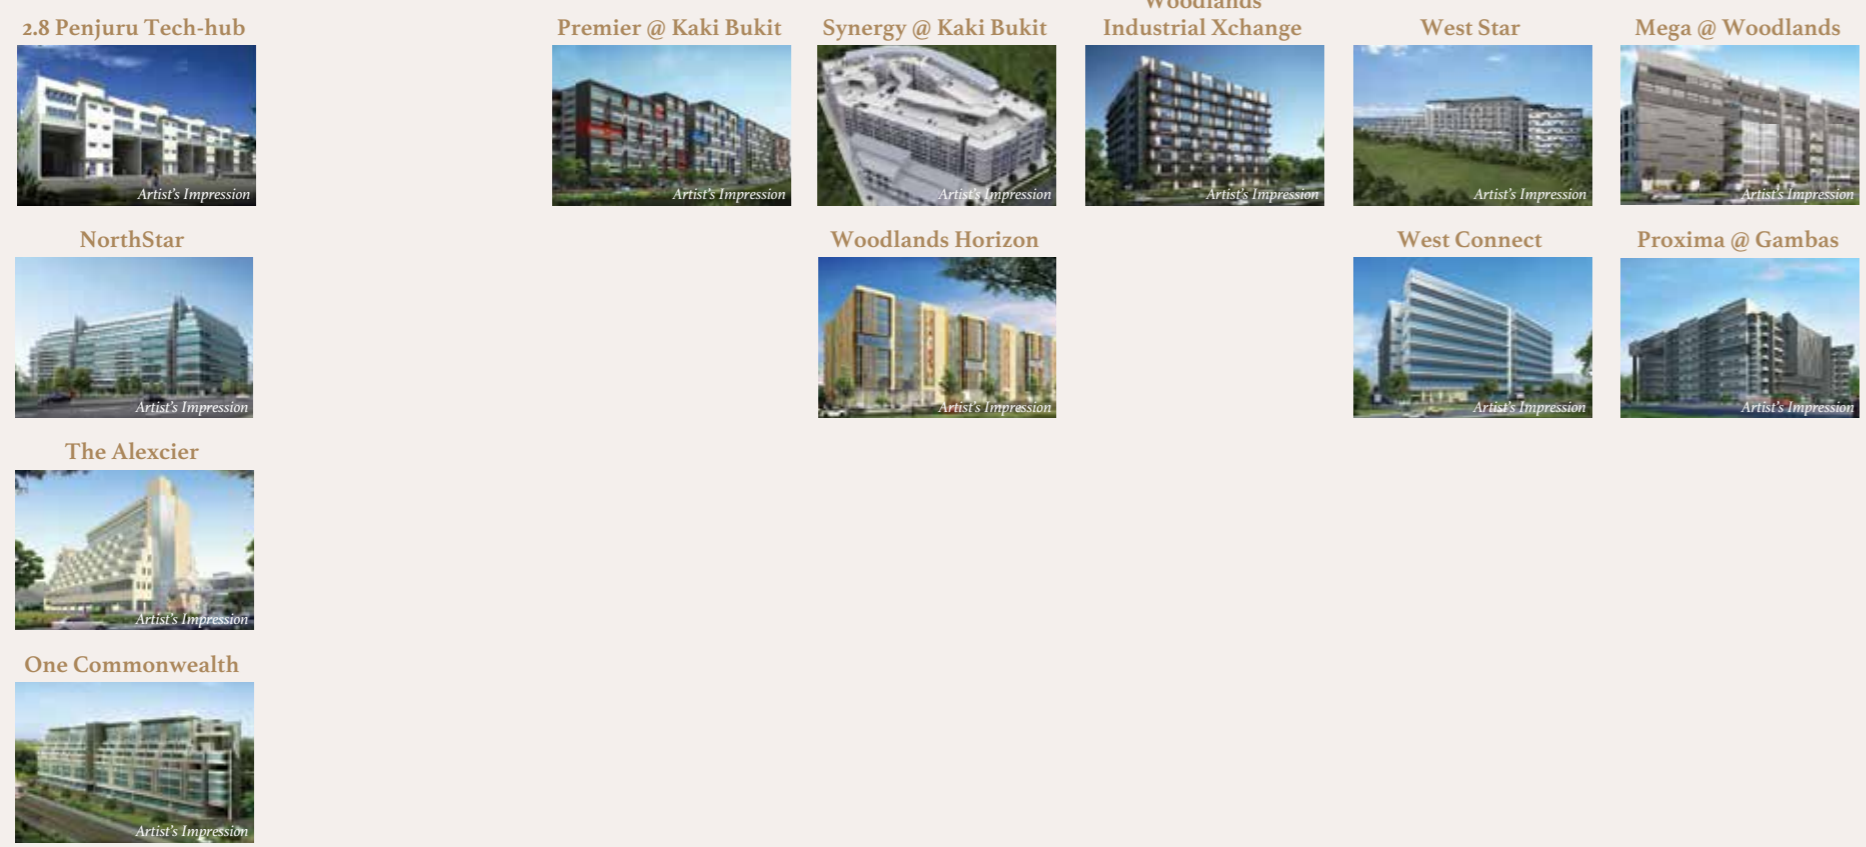 2.8 Penjuru Tech-hub
Premier @ Kaki Bukit
Synergy @ Kaki Bukit
Woodlands
Industrial Xchange
West Star
Mega @ Woodlands
Artist's Impression
Artist's Impression
Artist's Impression
Artist's Impression
Artist's Impression
Artist's Impression
NorthStar
Woodlands Horizon
West Connect
Proxima @ Gambas
Artist's Impression
Artist's Impression
Artist's Impression
Artist's Impression
The Alexcier
Artist's Impression
One Commonwealth
Artist's Impression